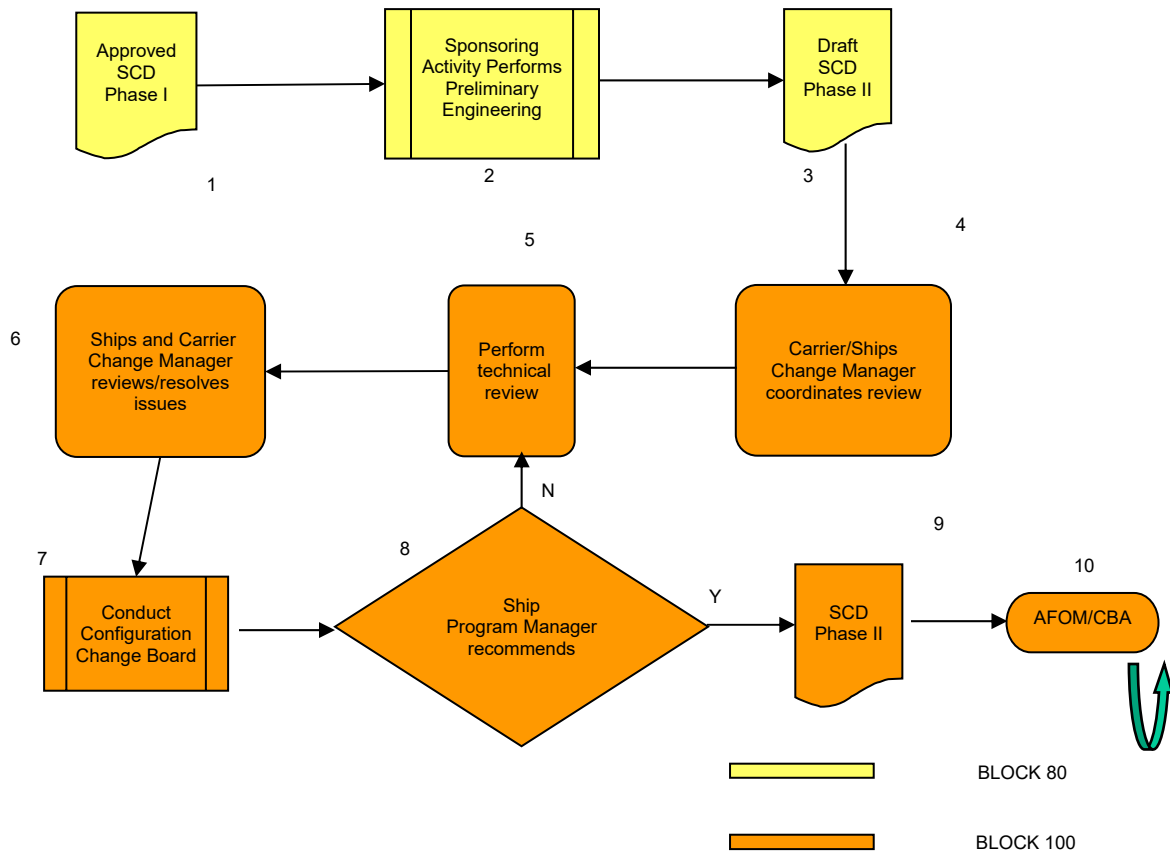 Approved
SCD
Phase I
1
Sponsoring
Activity Performs
Preliminary
Engineering
2
Draft
SCD
Phase II
3
4
Carrier/Ships
Change Manager
coordinates review
5
Perform
technical
review
6
Ships and Carrier
Change Manager
reviews/resolves
issues
7
Conduct
Configuration
Change Board
8
Ship
Program Manager
recommends
N
Y
9
SCD
Phase II
10
AFOM/CBA
BLOCK 80
BLOCK 100